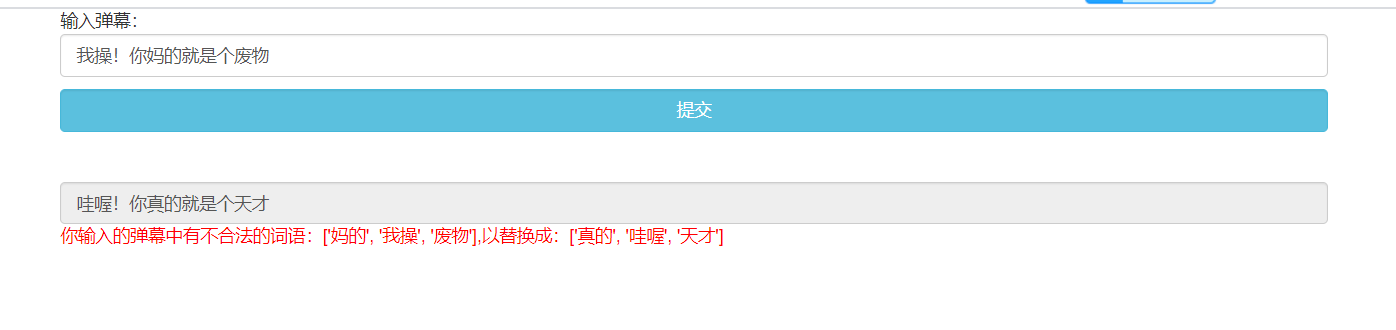 输入弹幕：
我操！你妈的就是个废物
提交
哇喔！你真的就是个天才
你输入的弹幕中有不合法的词语：['妈的', '我操', '废物'],以替换成：['真的', '哇喔', '天才']